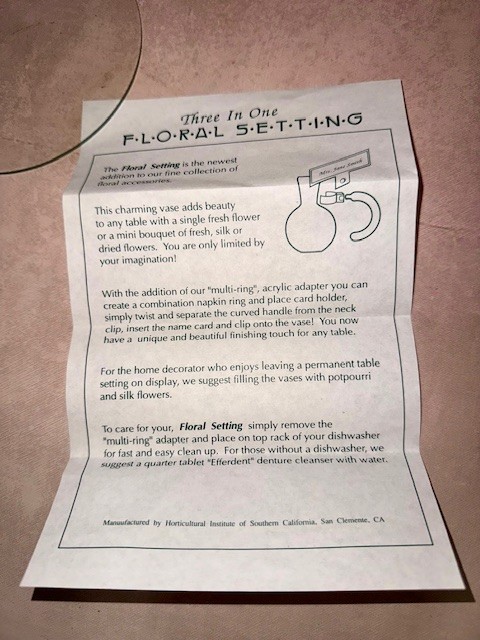 Three In One
F·L·O·R·A·L S·E·T·T·I·N·G
The Floral Setting is the newest
addition to our fine collection of
floral accessories.
Mrs. Jane Smith
This charming vase adds beauty
to any table with a single fresh flower
or a mini bouquet of fresh, silk or
dried flowers. You are only limited by
your imagination!
With the addition of our "multi-ring", acrylic adapter you can
create a combination napkin ring and place card holder,
simply twist and separate the curved handle from the neck
clip, insert the name card and clip onto the vase! You now
have a unique and beautiful finishing touch for any table.
For the home decorator who enjoys leaving a permanent table
setting on display, we suggest filling the vases with potpourri
and silk flowers.
To care for your, Floral Setting simply remove the
"multi-ring" adapter and place on top rack of your dishwasher
for fast and easy clean up. For those without a dishwasher, we
suggest a quarter tablet "Efferdent" denture cleanser with water.
Manufactured by Horticultural Institute of Southern California, San Clemente, CA